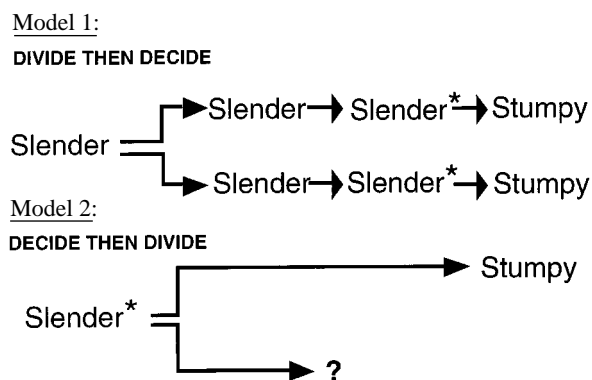 Model 1:
DIVIDE THEN DECIDE
Slender Slender* Stumpy
Slender
Slender Slender* Stumpy
Model 2:
DECIDE THEN DIVIDE
Stumpy
Slender*
?